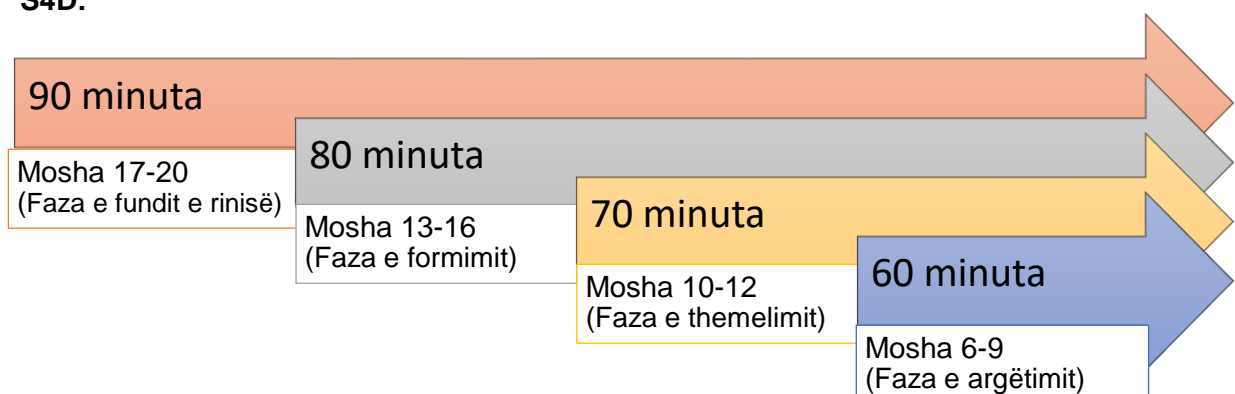 S4D:
90 minuta
Mosha 17-20
(Faza e fundit e rinisë)
80 minuta
Mosha 13-16
(Faza e formimit)
70 minuta
Mosha 10-12
(Faza e themelimit)
60 minuta
Mosha 6-9
(Faza e argëtimit)